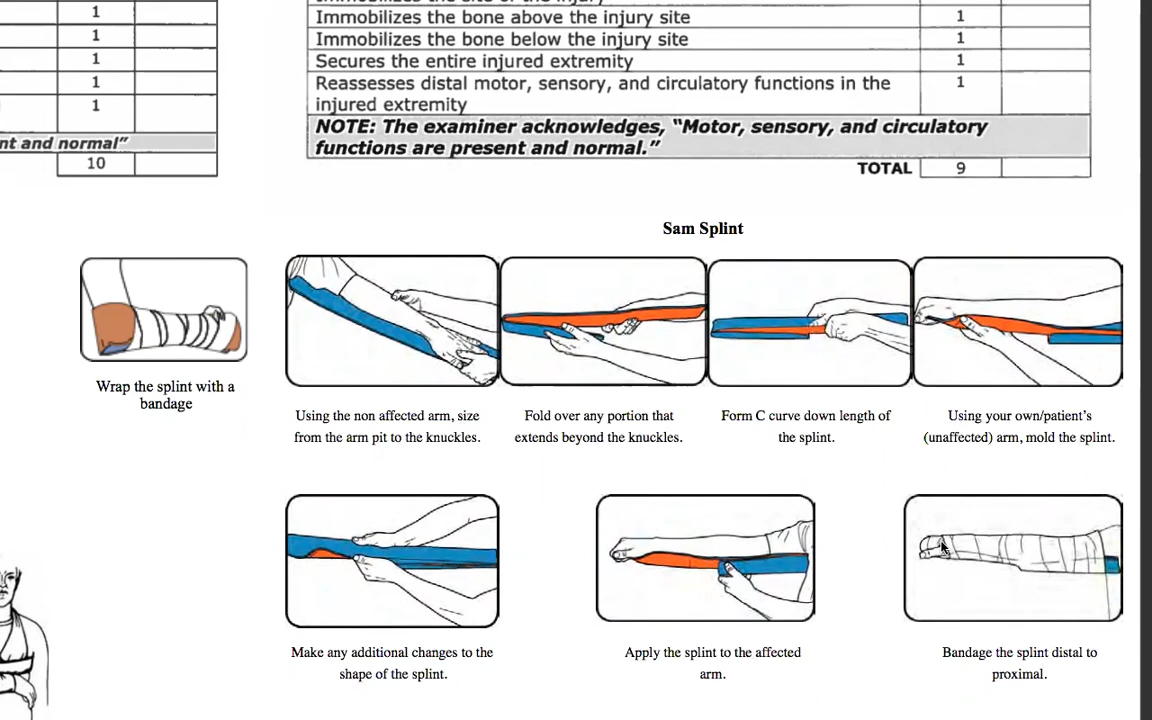 1
1
1
1
1
nt and normal"
10
Immobilizes the bone above the injury site 1
Immobilizes the bone below the injury site 1
Secures the entire injured extremity 1
Reassesses distal motor, sensory, and circulatory functions in the 1
injured extremity
NOTE: The examiner acknowledges, "Motor, sensory, and circulatory
functions are present and normal."
TOTAL 9
Sam Splint
Wrap the splint with a
bandage
Using the non affected arm, size
from the arm pit to the knuckles.
Fold over any portion that
extends beyond the knuckles.
Form C curve down length of
the splint.
Using your own/patient's
(unaffected) arm, mold the splint.
Make any additional changes to the
shape of the splint.
Apply the splint to the affected
arm.
Bandage the splint distal to
proximal.